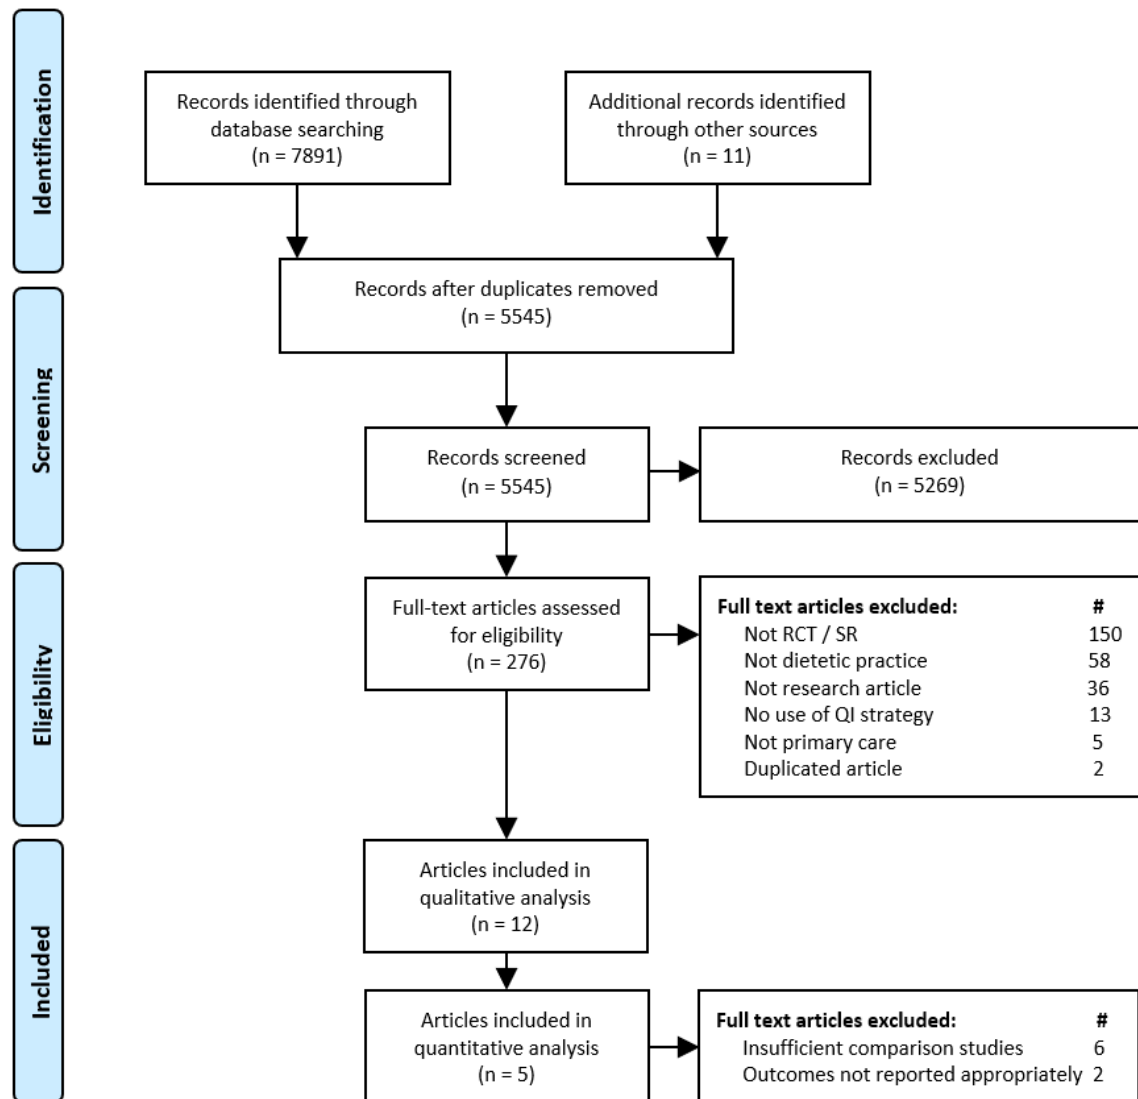 Identification
Records identified through
database searching
(n = 7891)
Additional records identified
through other sources
(n = 11)
Records after duplicates removed
(n = 5545)
Screening
Records screened
(n = 5545)
Records excluded
(n = 5269)
Eligibility
Full-text articles assessed
for eligibility
(n = 276)
Full text articles excluded: #
Not RCT / SR 150
Not dietetic practice 58
Not research article 36
No use of QI strategy 13
Not primary care 5
Duplicated article 2
Included
Articles included in
qualitative analysis
(n = 12)
Articles included in
quantitative analysis
(n = 5)
Full text articles excluded: #
Insufficient comparison studies 6
Outcomes not reported appropriately 2